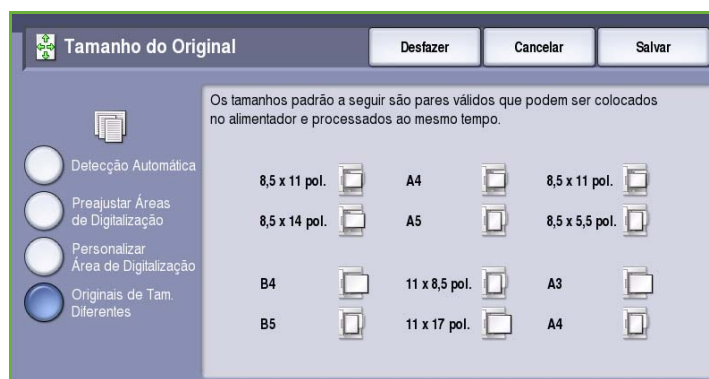 Tamanho do Original
Desfazer
Cancelar
Salvar
Os tamanhos padrão a seguir são pares válidos que podem ser colocados
no alimentador e processados ao mesmo tempo.
Detecção Automática
Preajustar Áreas
de Digitalização
Personalizar
Área de Digitalização
Originais de Tam.
Diferentes
8,5 x 11 pol.
A4
8,5 x 11 pol.
8,5 x 14 pol.
A5
8,5 x 5,5 pol.
B4
11 x 8,5 pol.
A3
B5
11 x 17 pol.
A4